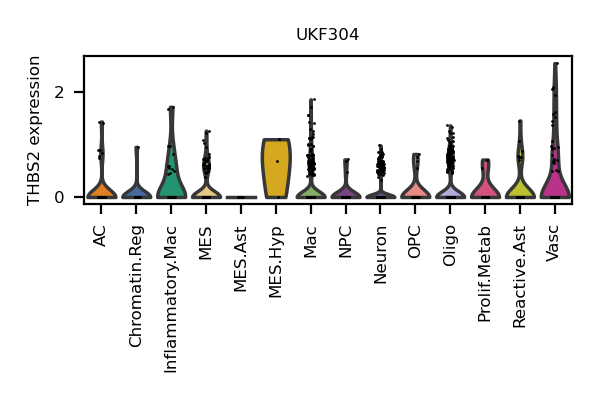 UKF304
THBS2 expression
2
0
AC
Chromatin.Reg
Inflammatory.Mac
MES
MES.Ast
MES.Hyp
Mac
NPC
Neuron
OPC
Oligo
Prolif.Metab
Reactive.Ast
Vasc